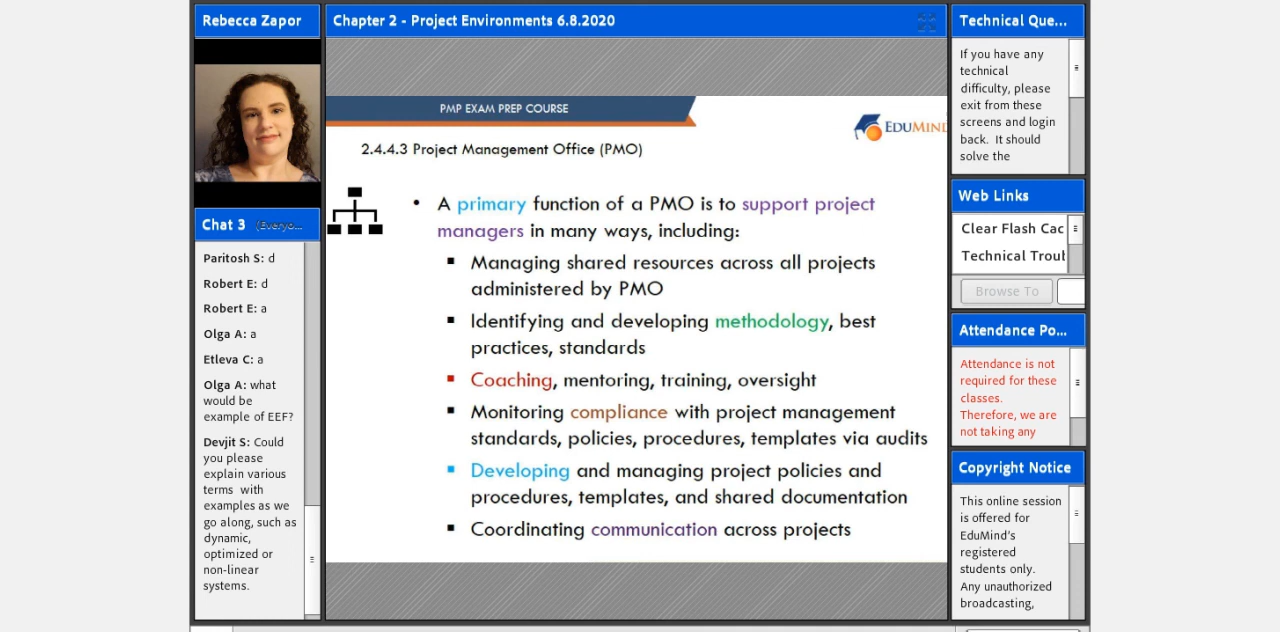 Rebecca Zapor
Chat 3 (Everyo...
Paritosh S: d
Robert E: d
Robert E: a
Olga A: a
Etleva C: a
Olga A: what
would be
example of EEF?
Devjit S: Could
you please
explain various
terms with
examples as we
go along, such as
dynamic,
optimized or
non-linear
systems.
Chapter 2 - Project Environments 6.8.2020
PMP EXAM PREP COURSE
EDUMIND
2.4.4.3 Project Management Office (PMO)
• A primary function of a PMO is to support project
managers in many ways, including:
▪ Managing shared resources across all projects
administered by PMO
▪ Identifying and developing methodology, best
practices, standards
▪ Coaching, mentoring, training, oversight
▪ Monitoring compliance with project management
standards, policies, procedures, templates via audits
▪ Developing and managing project policies and
procedures, templates, and shared documentation
▪ Coordinating communication across projects
Technical Que...
If you have any
technical
difficulty, please
exit from these
screens and login
back. It should
solve the
Web Links
Clear Flash Cac
Technical Troul
Browse To
Attendance Po...
Attendance is not
required for these
classes.
Therefore, we are
not taking any
Copyright Notice
This online session
is offered for
EduMind's
registered
students only.
Any unauthorized
broadcasting,